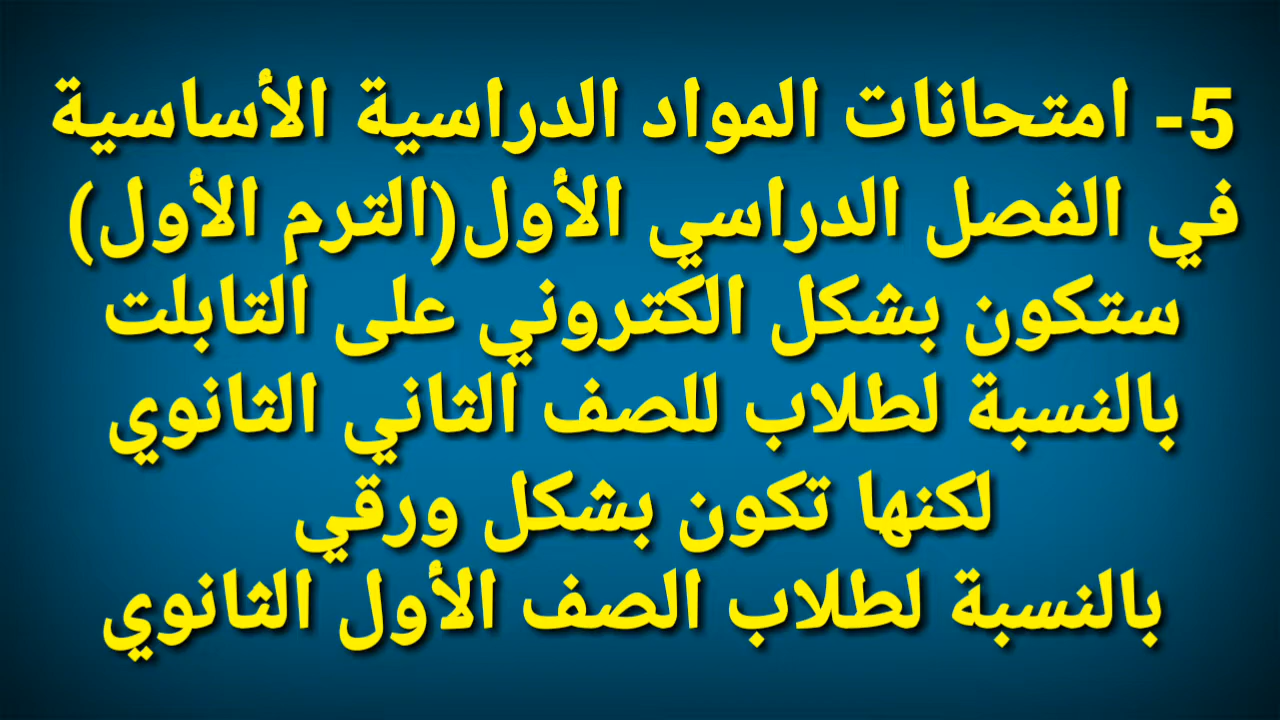 5- امتحانات المواد الدراسية الأساسية
في الفصل الدراسي الأول(الترم الأول)
ستكون بشكل الكتروني على التابلت
بالنسبة لطلاب للصف الثاني الثانوي
لكنها تكون بشكل ورقي
بالنسبة لطلاب الصف الأول الثانوي